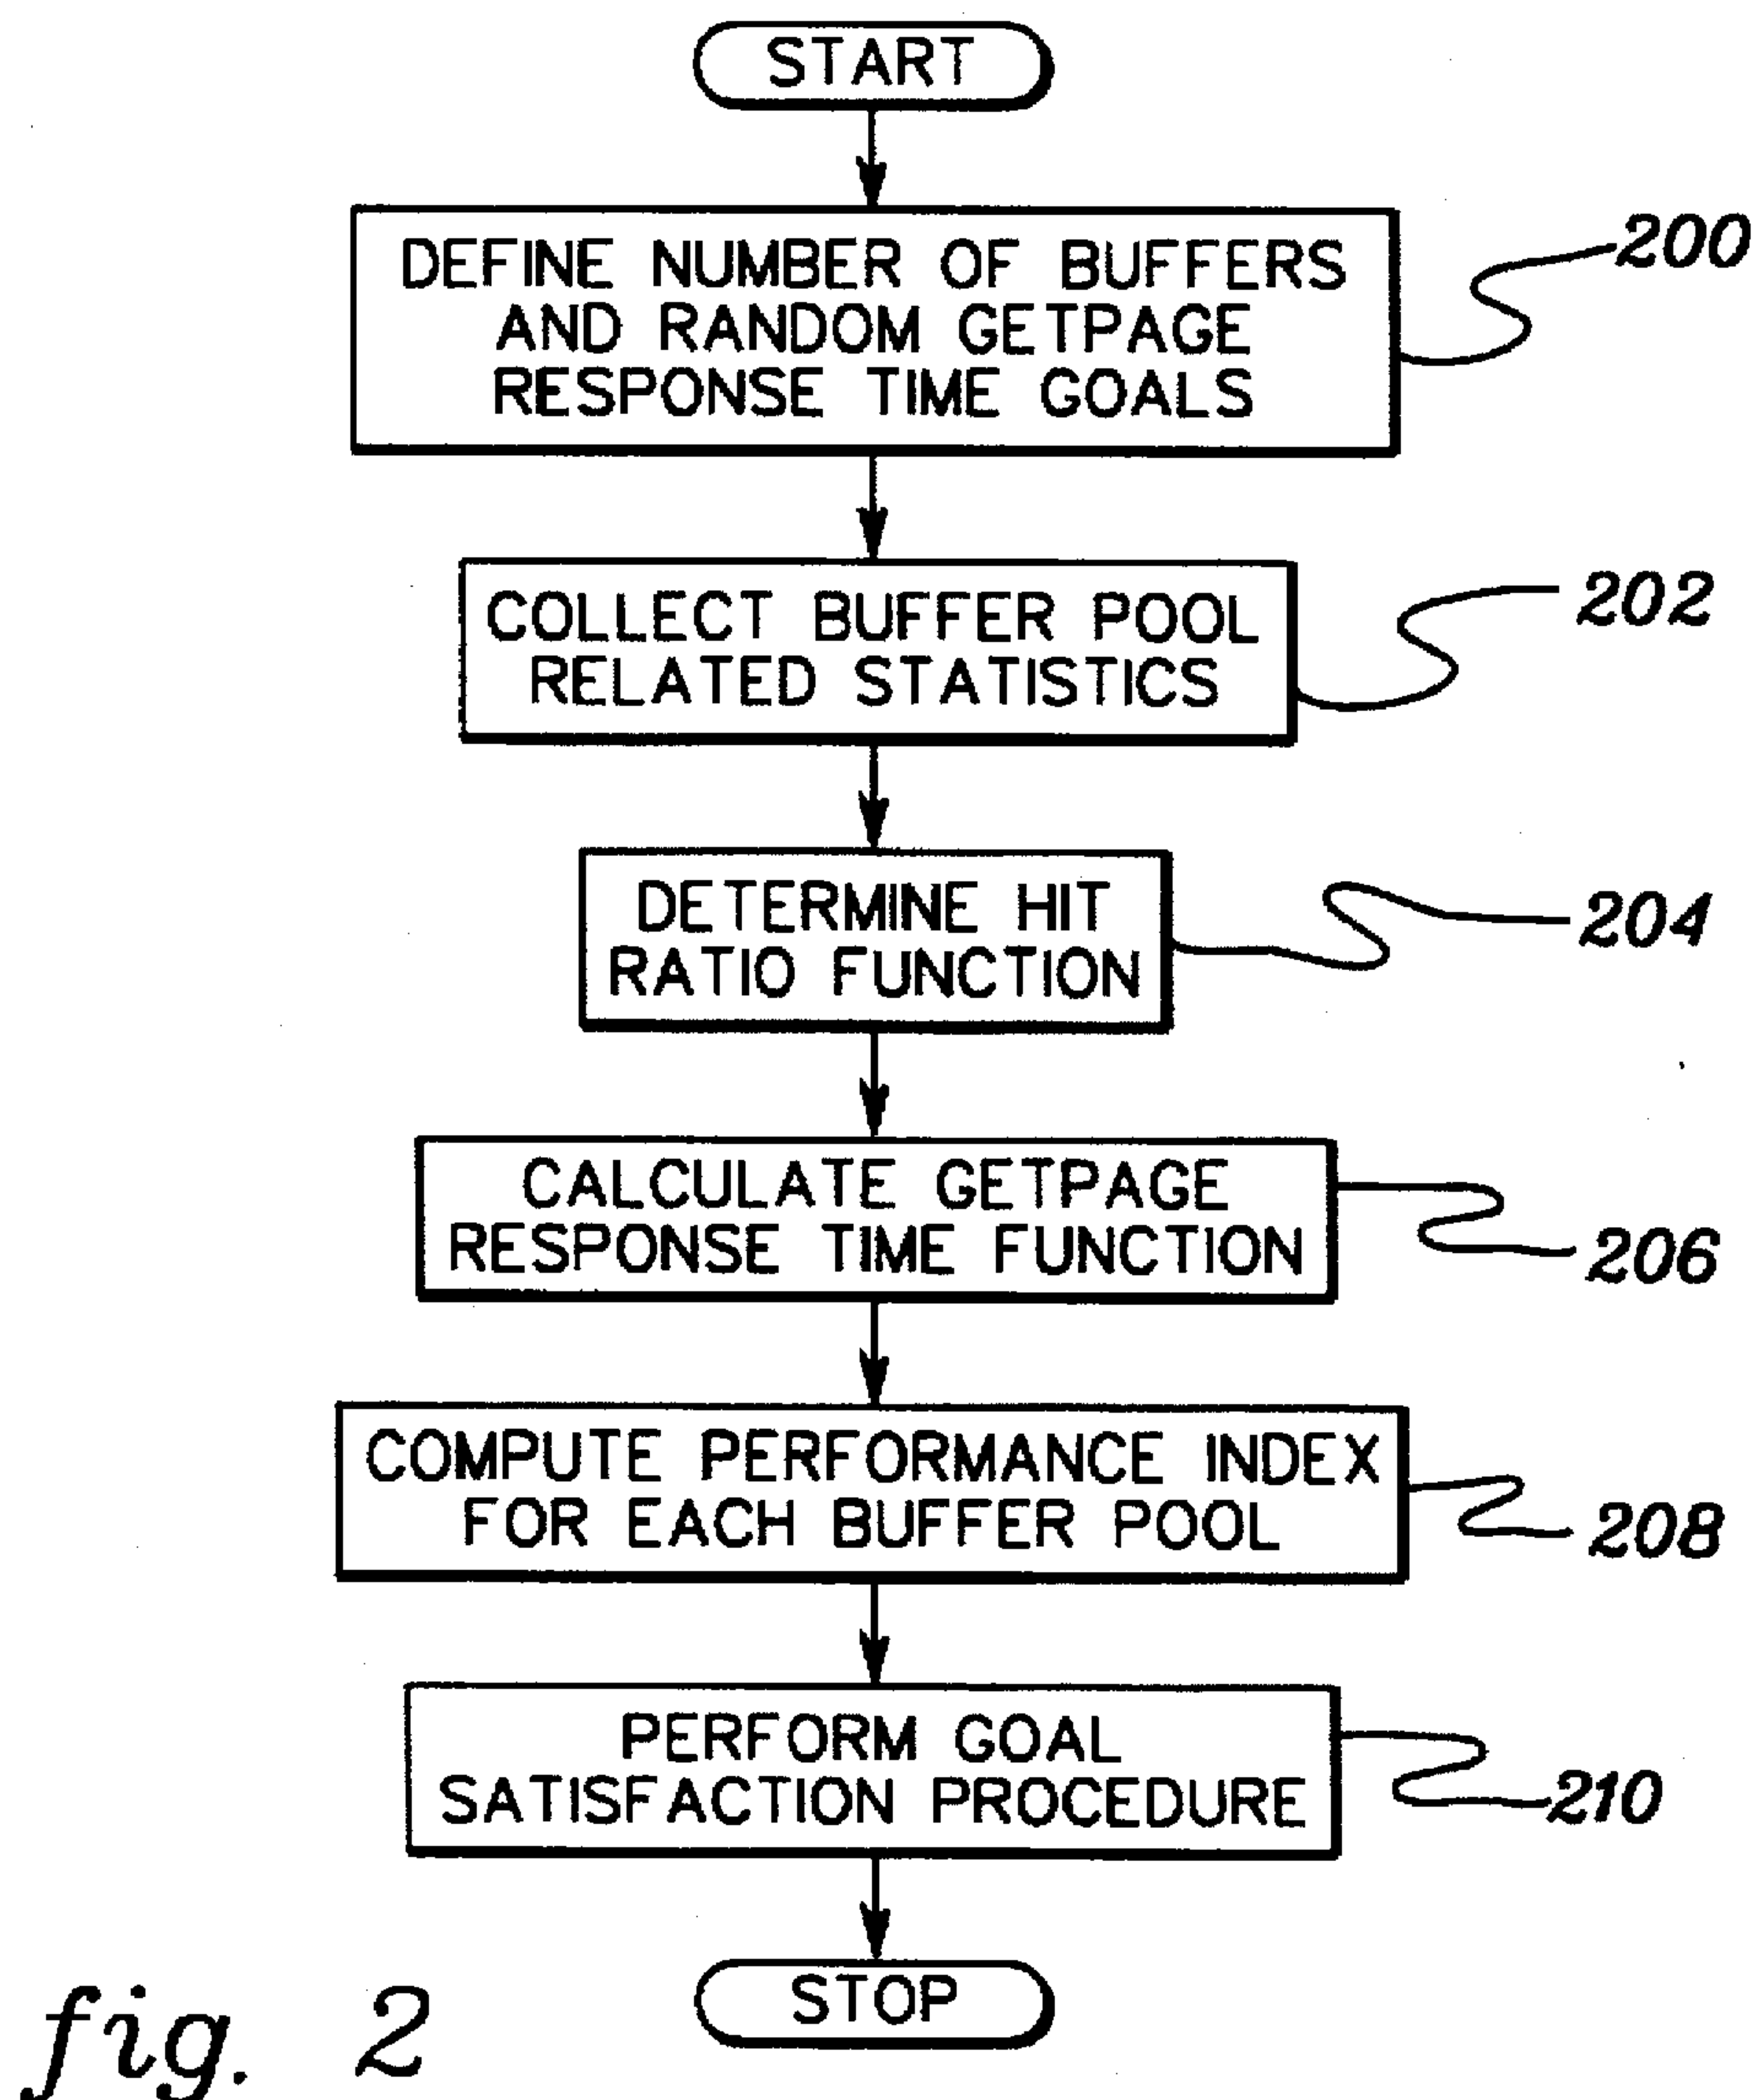 START
DEFINE NUMBER OF BUFFERS
AND RANDOM GETPAGE
RESPONSE TIME GOALS
200
COLLECT BUFFER POOL
RELATED STATISTICS
202
DETERMINE HIT
RATIO FUNCTION
204
CALCULATE GETPAGE
RESPONSE TIME FUNCTION
206
COMPUTE PERFORMANCE INDEX
FOR EACH BUFFER POOL
208
PERFORM GOAL
SATISFACTION PROCEDURE
210
STOP
fig. 2